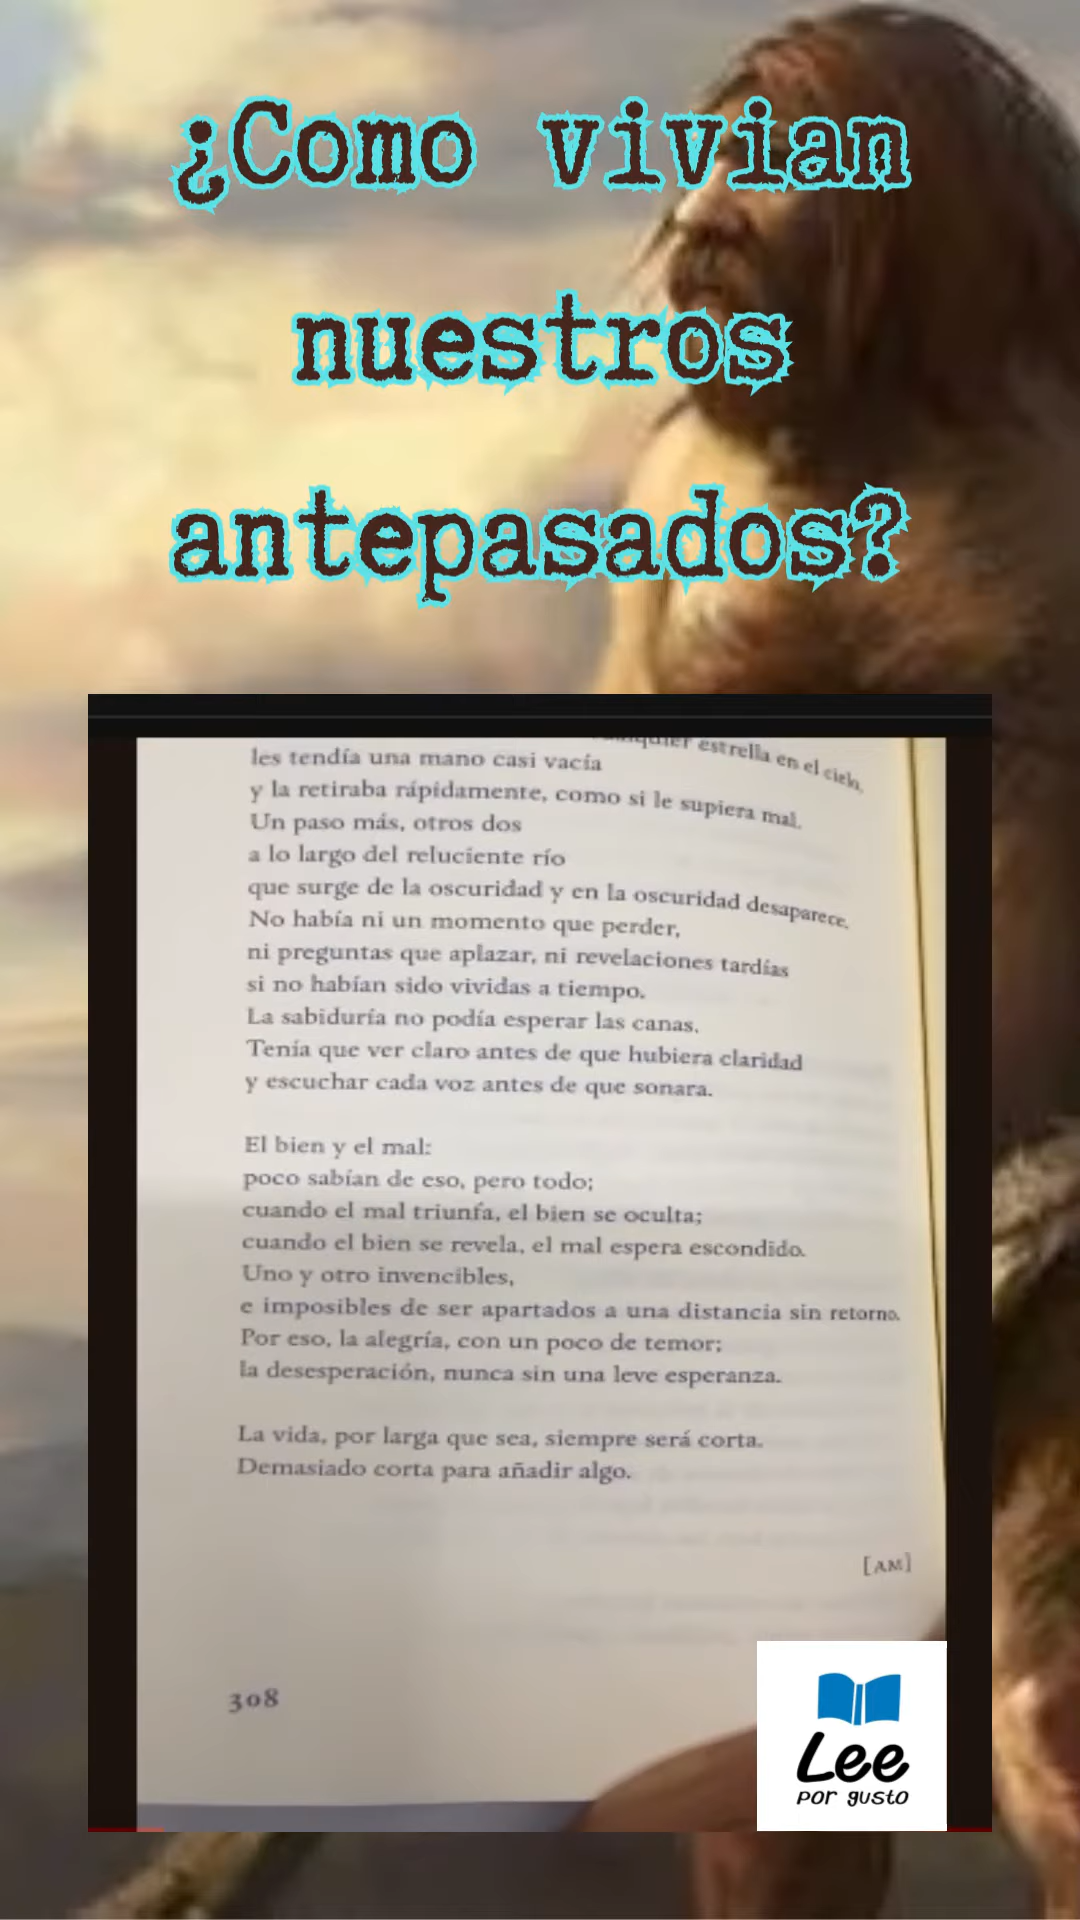 ¿Como vivian
nuestros
antepasados?
estrella en el cielo,
les tendía una mano casi vacía
y la retiraba rápidamente, como si le supiera mal.
Un paso más, otros dos
a lo largo del reluciente río
que surge de la oscuridad y en la oscuridad desaparece.
No había ni un momento que perder,
ni preguntas que aplazar, ni revelaciones tardías
si no habían sido vividas a tiempo.
La sabiduría no podía esperar las canas.
Tenía que ver claro antes de que hubiera claridad
y escuchar cada voz antes de que sonara.
El bien y el mal:
poco sabían de eso, pero todo;
cuando el mal triunfa, el bien se oculta;
cuando el bien se revela, el mal espera escondido.
Uno y otro invencibles,
e imposibles de ser apartados a una distancia sin retorno.
Por eso, la alegría, con un poco de temor;
la desesperación, nunca sin una leve esperanza.
La vida, por larga que sea, siempre será corta.
Demasiado corta para añadir algo.
[AM]
308
Lee
por gusto